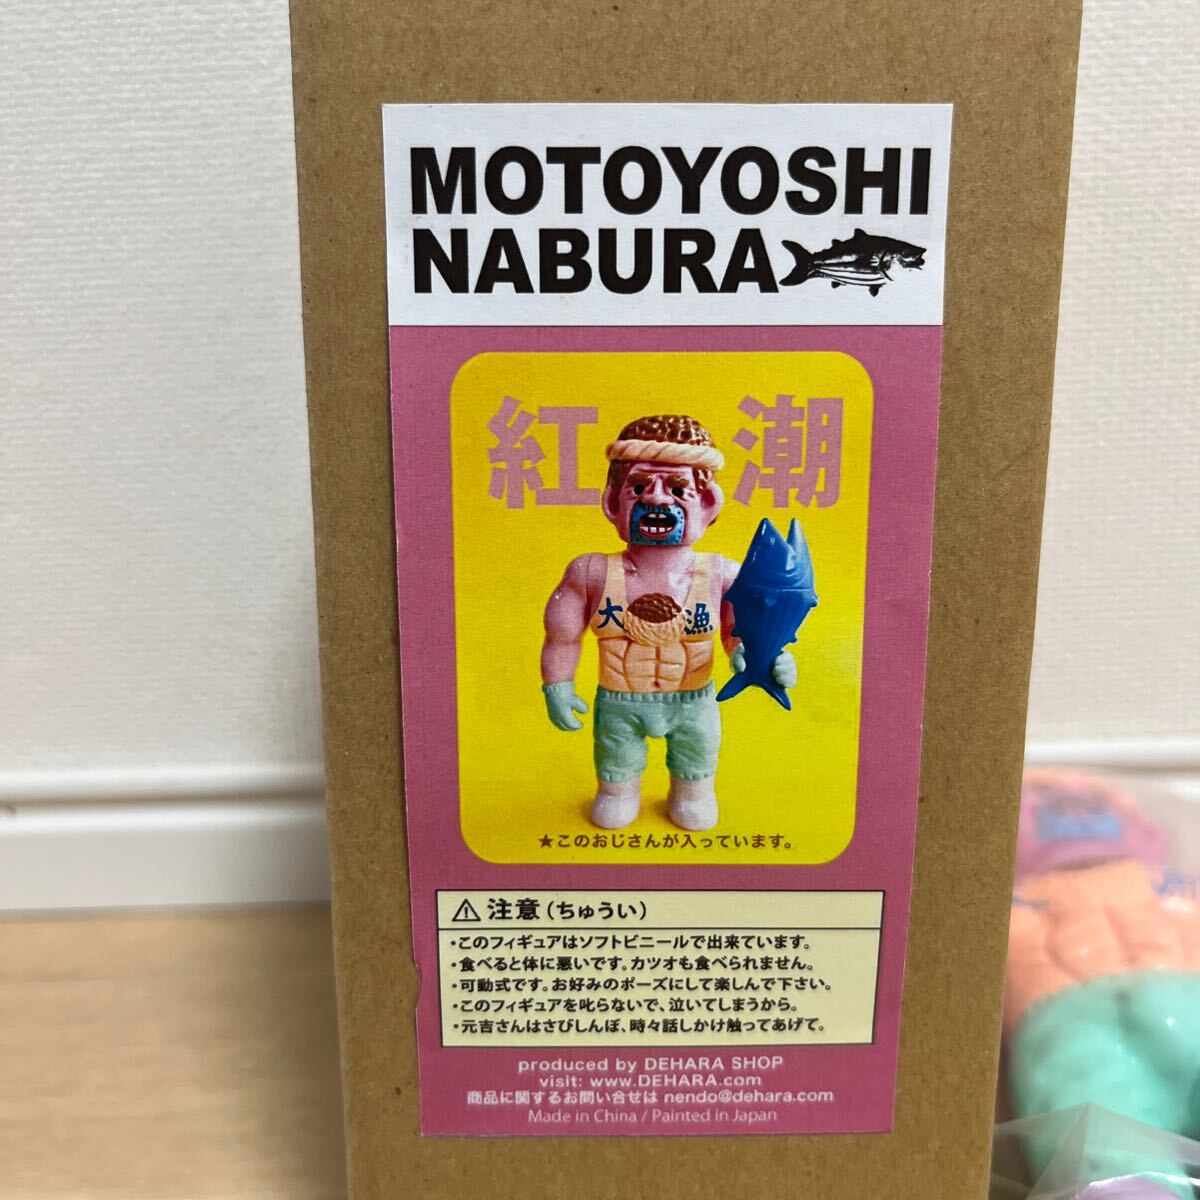 MOTOYOSHI
NABURA
紅潮
大漁
★このおじさんが入っています。
⚠注意(ちゅうい)
・このフィギュアはソフトビニールで出来ています。
・食べると体に悪いです。カツオも食べられません。
・可動式です。お好みのポーズにして楽しんで下さい。
・このフィギュアを叱らないで、泣いてしまうから。
・元吉さんはさびしんぼ、時々話しかけ触ってあげて。
produced by DEHARA SHOP
visit: www.DEHARA.com
商品に関するお問い合せは nendo@dehara.com
Made in China / Painted in Japan